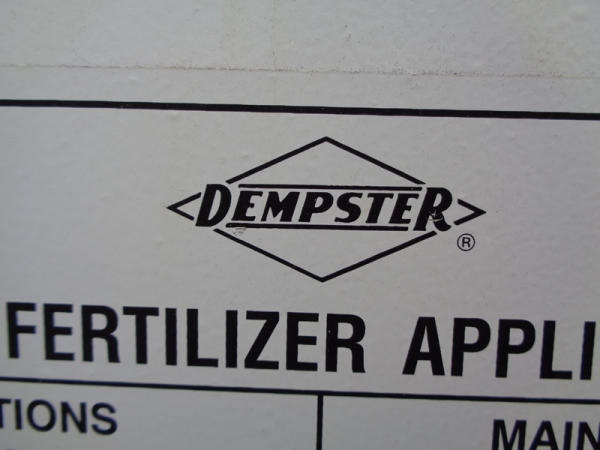 DEMPSTER
®
FERTILIZER APPLI
TIONS
MAIN